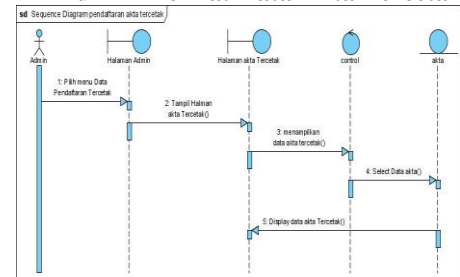 sd Sequence Diagram pendaftaran akta tercetak
Admin
Halaman Admin
Halaman akta Tercetak
control
akta
1: Pilih menu Data
Pendaftaran Tercetak
2: Tampil Halman
akta Tercetak()
3: menampilkan
data akta tercetak()
4: Select Data akta()
5: Display data akta Tercetak()